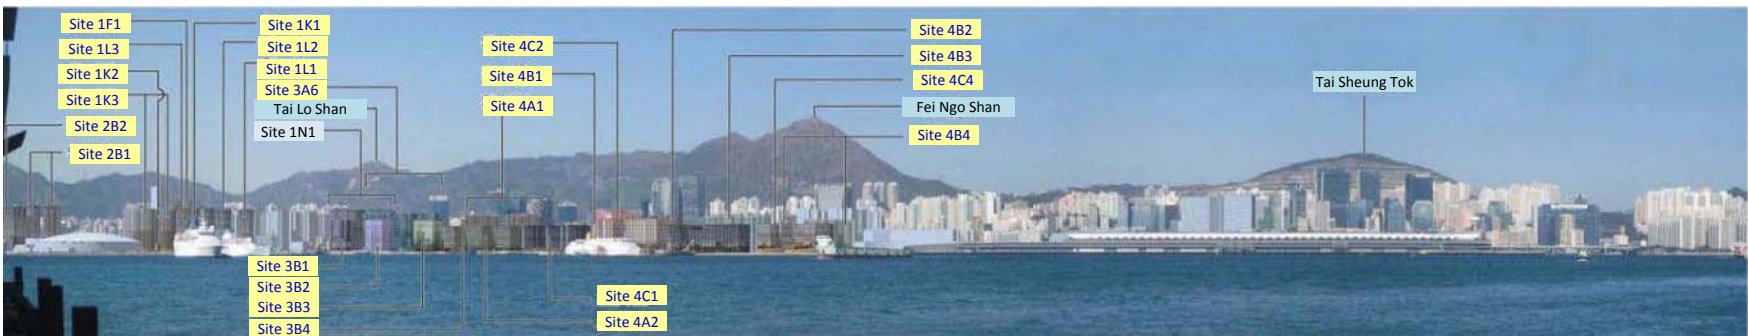 Site 1F1
Site 1L3
Site 1K2
Site 1K3
Site 2B2
Site 2B1
Site 1K1
Site 1L2
Site 1L1
Site 3A6
Tai Lo Shan
Site 1N1
Site 4C2
Site 4B1
Site 4A1
Site 4B2
Site 4B3
Site 4C4
Fei Ngo Shan
Site 4B4
Tai Sheung Tok
Site 3B1
Site 3B2
Site 3B3
Site 3B4
Site 4C1
Site 4A2